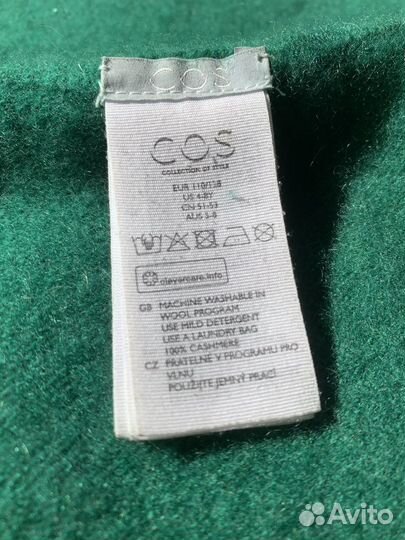 COS
COS
COLLECTION OF STYLE
EUR 110/128
US 4-8Y
CN 51-53
AUS 5-8
clevercare.info
GB MACHINE WASHABLE IN
WOOL PROGRAM
USE MILD DETERGENT
USE A LAUNDRY BAG
100% CASHMERE
CZ PRATELNÉ V PROGRAMU PRO
VLNU
POUŽIJTE JEMNÝ PRACÍ
Avito